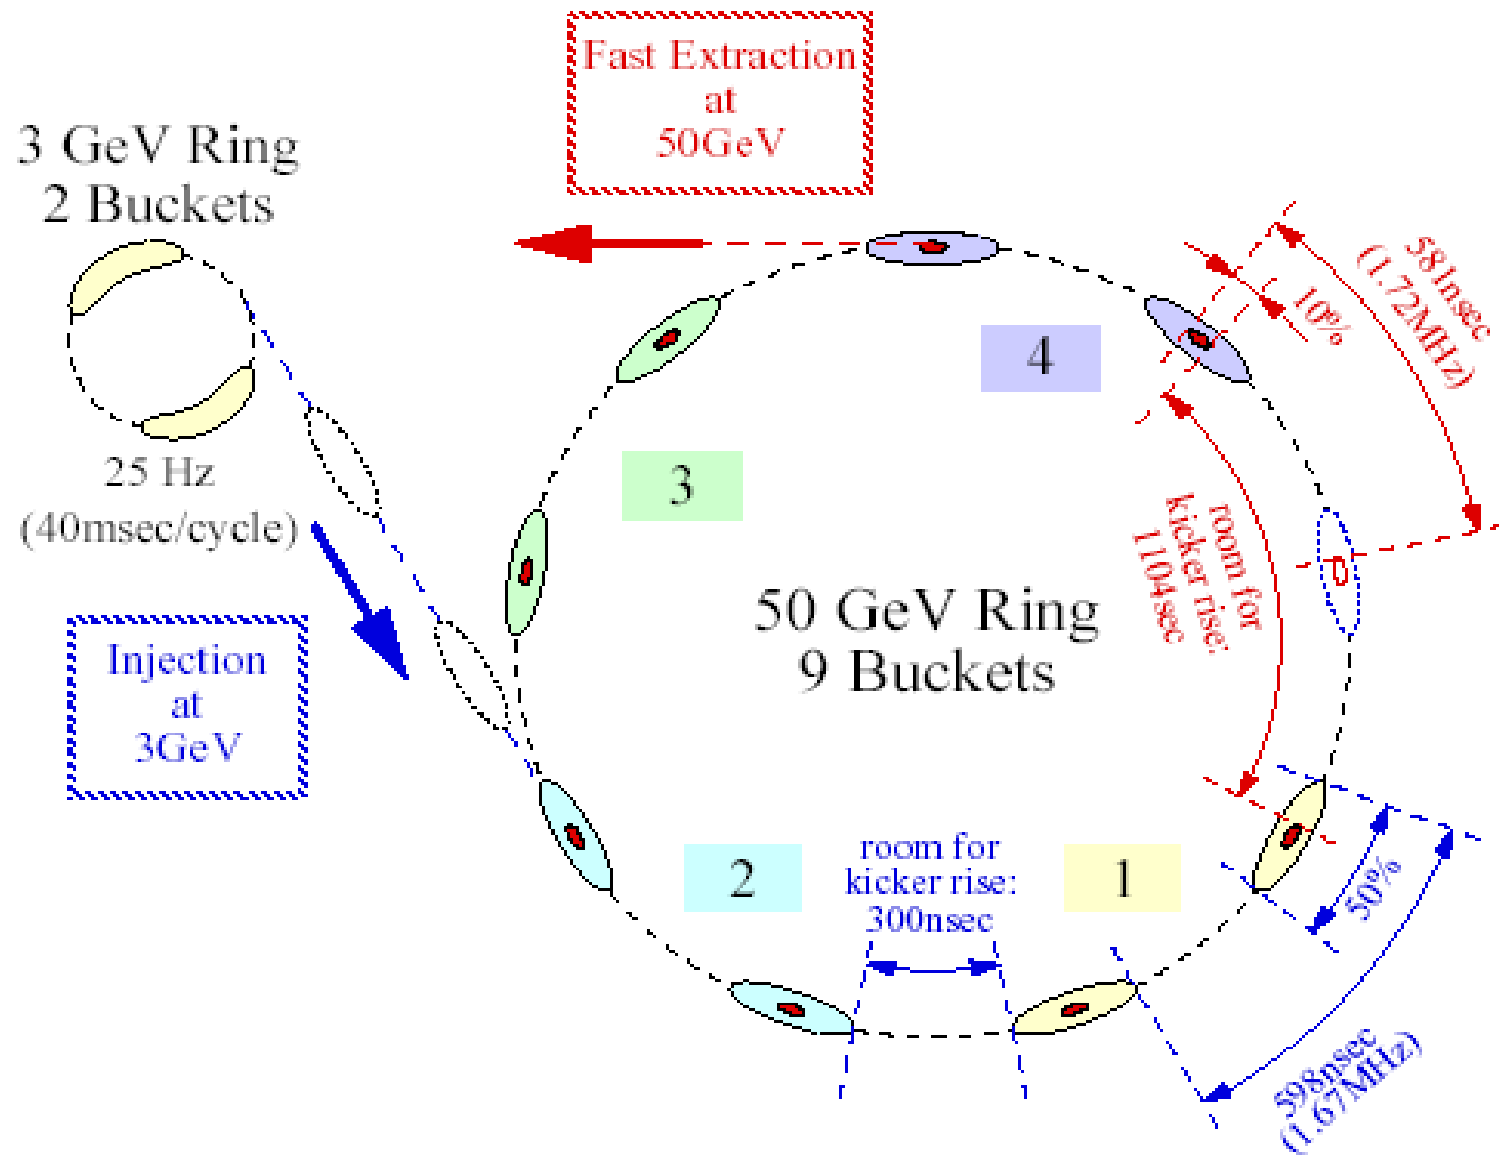 Fast Extraction
at
50GeV
3 GeV Ring
2 Buckets
25 Hz
(40msec/cycle)
Injection
at
3GeV
4
3
2
1
50 GeV Ring
9 Buckets
581nsec
(1.72MHz)
10%
room for
kicker rise:
1104sec
room for
kicker rise:
300nsec
50%
598nsec
(1.67MHz)